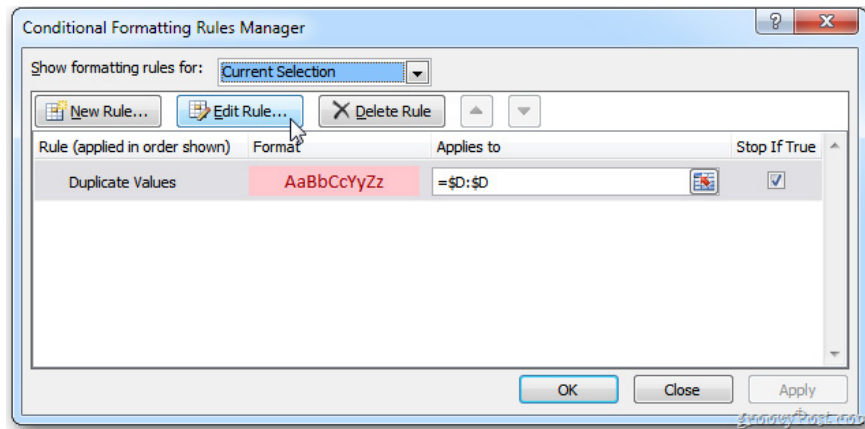 Conditional Formatting Rules Manager
Show formatting rules for: Current Selection
New Rule... Edit Rule... Delete Rule
Rule (applied in order shown) Format Applies to Stop If True
Duplicate Values AaBbCcYyZz =$D:$D
OK Close Apply
groovyPost.com